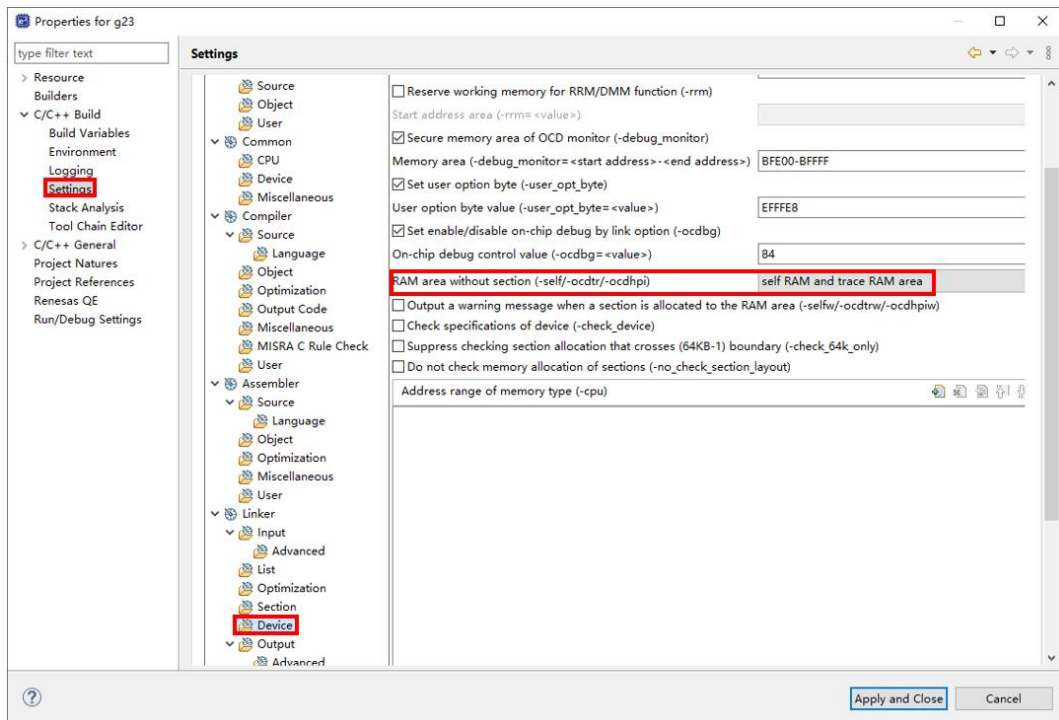 Properties for g23
type filter text
Settings
Resource
Builders
C/C++ Build
Build Variables
Environment
Logging
Settings
Stack Analysis
Tool Chain Editor
C/C++ General
Project Natures
Project References
Renesas QE
Run/Debug Settings
Source
Object
User
Common
CPU
Device
Miscellaneous
Compiler
Source
Language
Object
Optimization
Output Code
Miscellaneous
MISRA C Rule Check
User
Assembler
Source
Language
Object
Optimization
Miscellaneous
User
Linker
Input
Advanced
List
Optimization
Section
Device
Output
Advanced
Reserve working memory for RRM/DMM function (-rrm)
Start address area (-rrm=<value>)
Secure memory area of OCD monitor (-debug_monitor)
Memory area (-debug_monitor=<start address>-<end address>) BFE00-BFFFF
Set user option byte (-user_opt_byte)
User option byte value (-user_opt_byte=<value>) EFFFE8
Set enable/disable on-chip debug by link option (-ocdbg)
On-chip debug control value (-ocdbg=<value>) 84
RAM area without section (-self/-ocdtr/-ocdhpi) self RAM and trace RAM area
Output a warning message when a section is allocated to the RAM area (-selfw/-ocdtrw/-ocdhpiw)
Check specifications of device (-check_device)
Suppress checking section allocation that crosses (64KB-1) boundary (-check_64k_only)
Do not check memory allocation of sections (-no_check_section_layout)
Address range of memory type (-cpu)
Apply and Close
Cancel